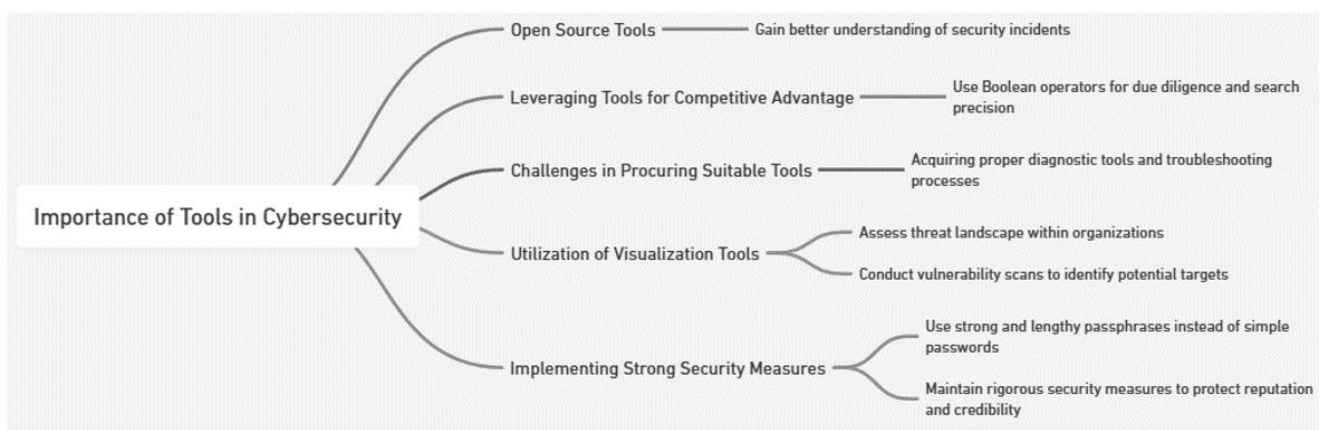 Importance of Tools in Cybersecurity
Open Source Tools
Gain better understanding of security incidents
Leveraging Tools for Competitive Advantage
Use Boolean operators for due diligence and search
precision
Challenges in Procuring Suitable Tools
Acquiring proper diagnostic tools and troubleshooting
processes
Utilization of Visualization Tools
Assess threat landscape within organizations
Conduct vulnerability scans to identify potential targets
Implementing Strong Security Measures
Use strong and lengthy passphrases instead of simple
passwords
Maintain rigorous security measures to protect reputation
and credibility